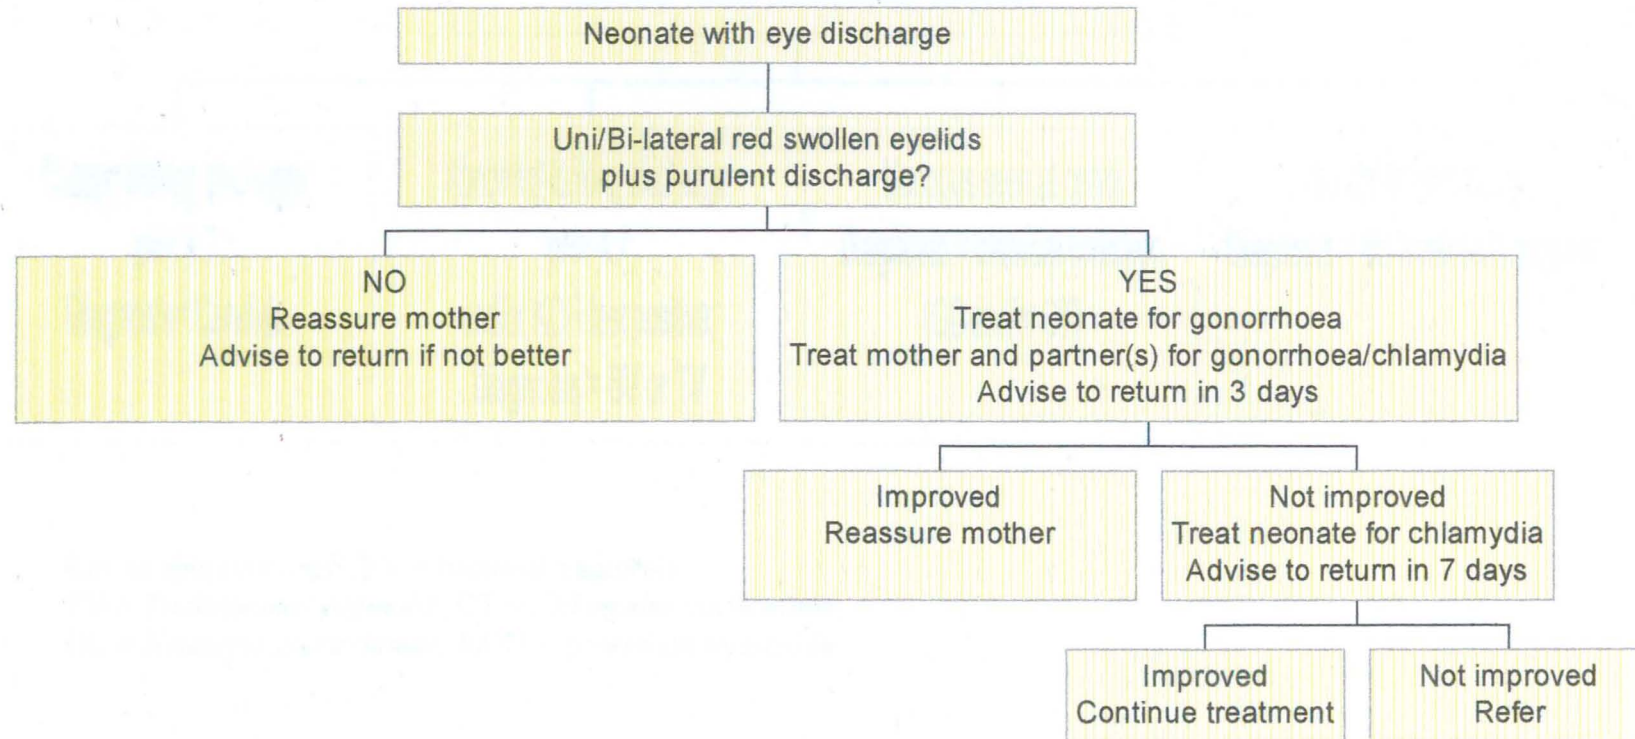 Neonate with eye discharge
Uni/Bi-lateral red swollen eyelids
plus purulent discharge?
NO
Reassure mother
Advise to return if not better
YES
Treat neonate for gonorrhoea
Treat mother and partner(s) for gonorrhoea/chlamydia
Advise to return in 3 days
Improved
Reassure mother
Not improved
Treat neonate for chlamydia
Advise to return in 7 days
Improved
Continue treatment
Not improved
Refer